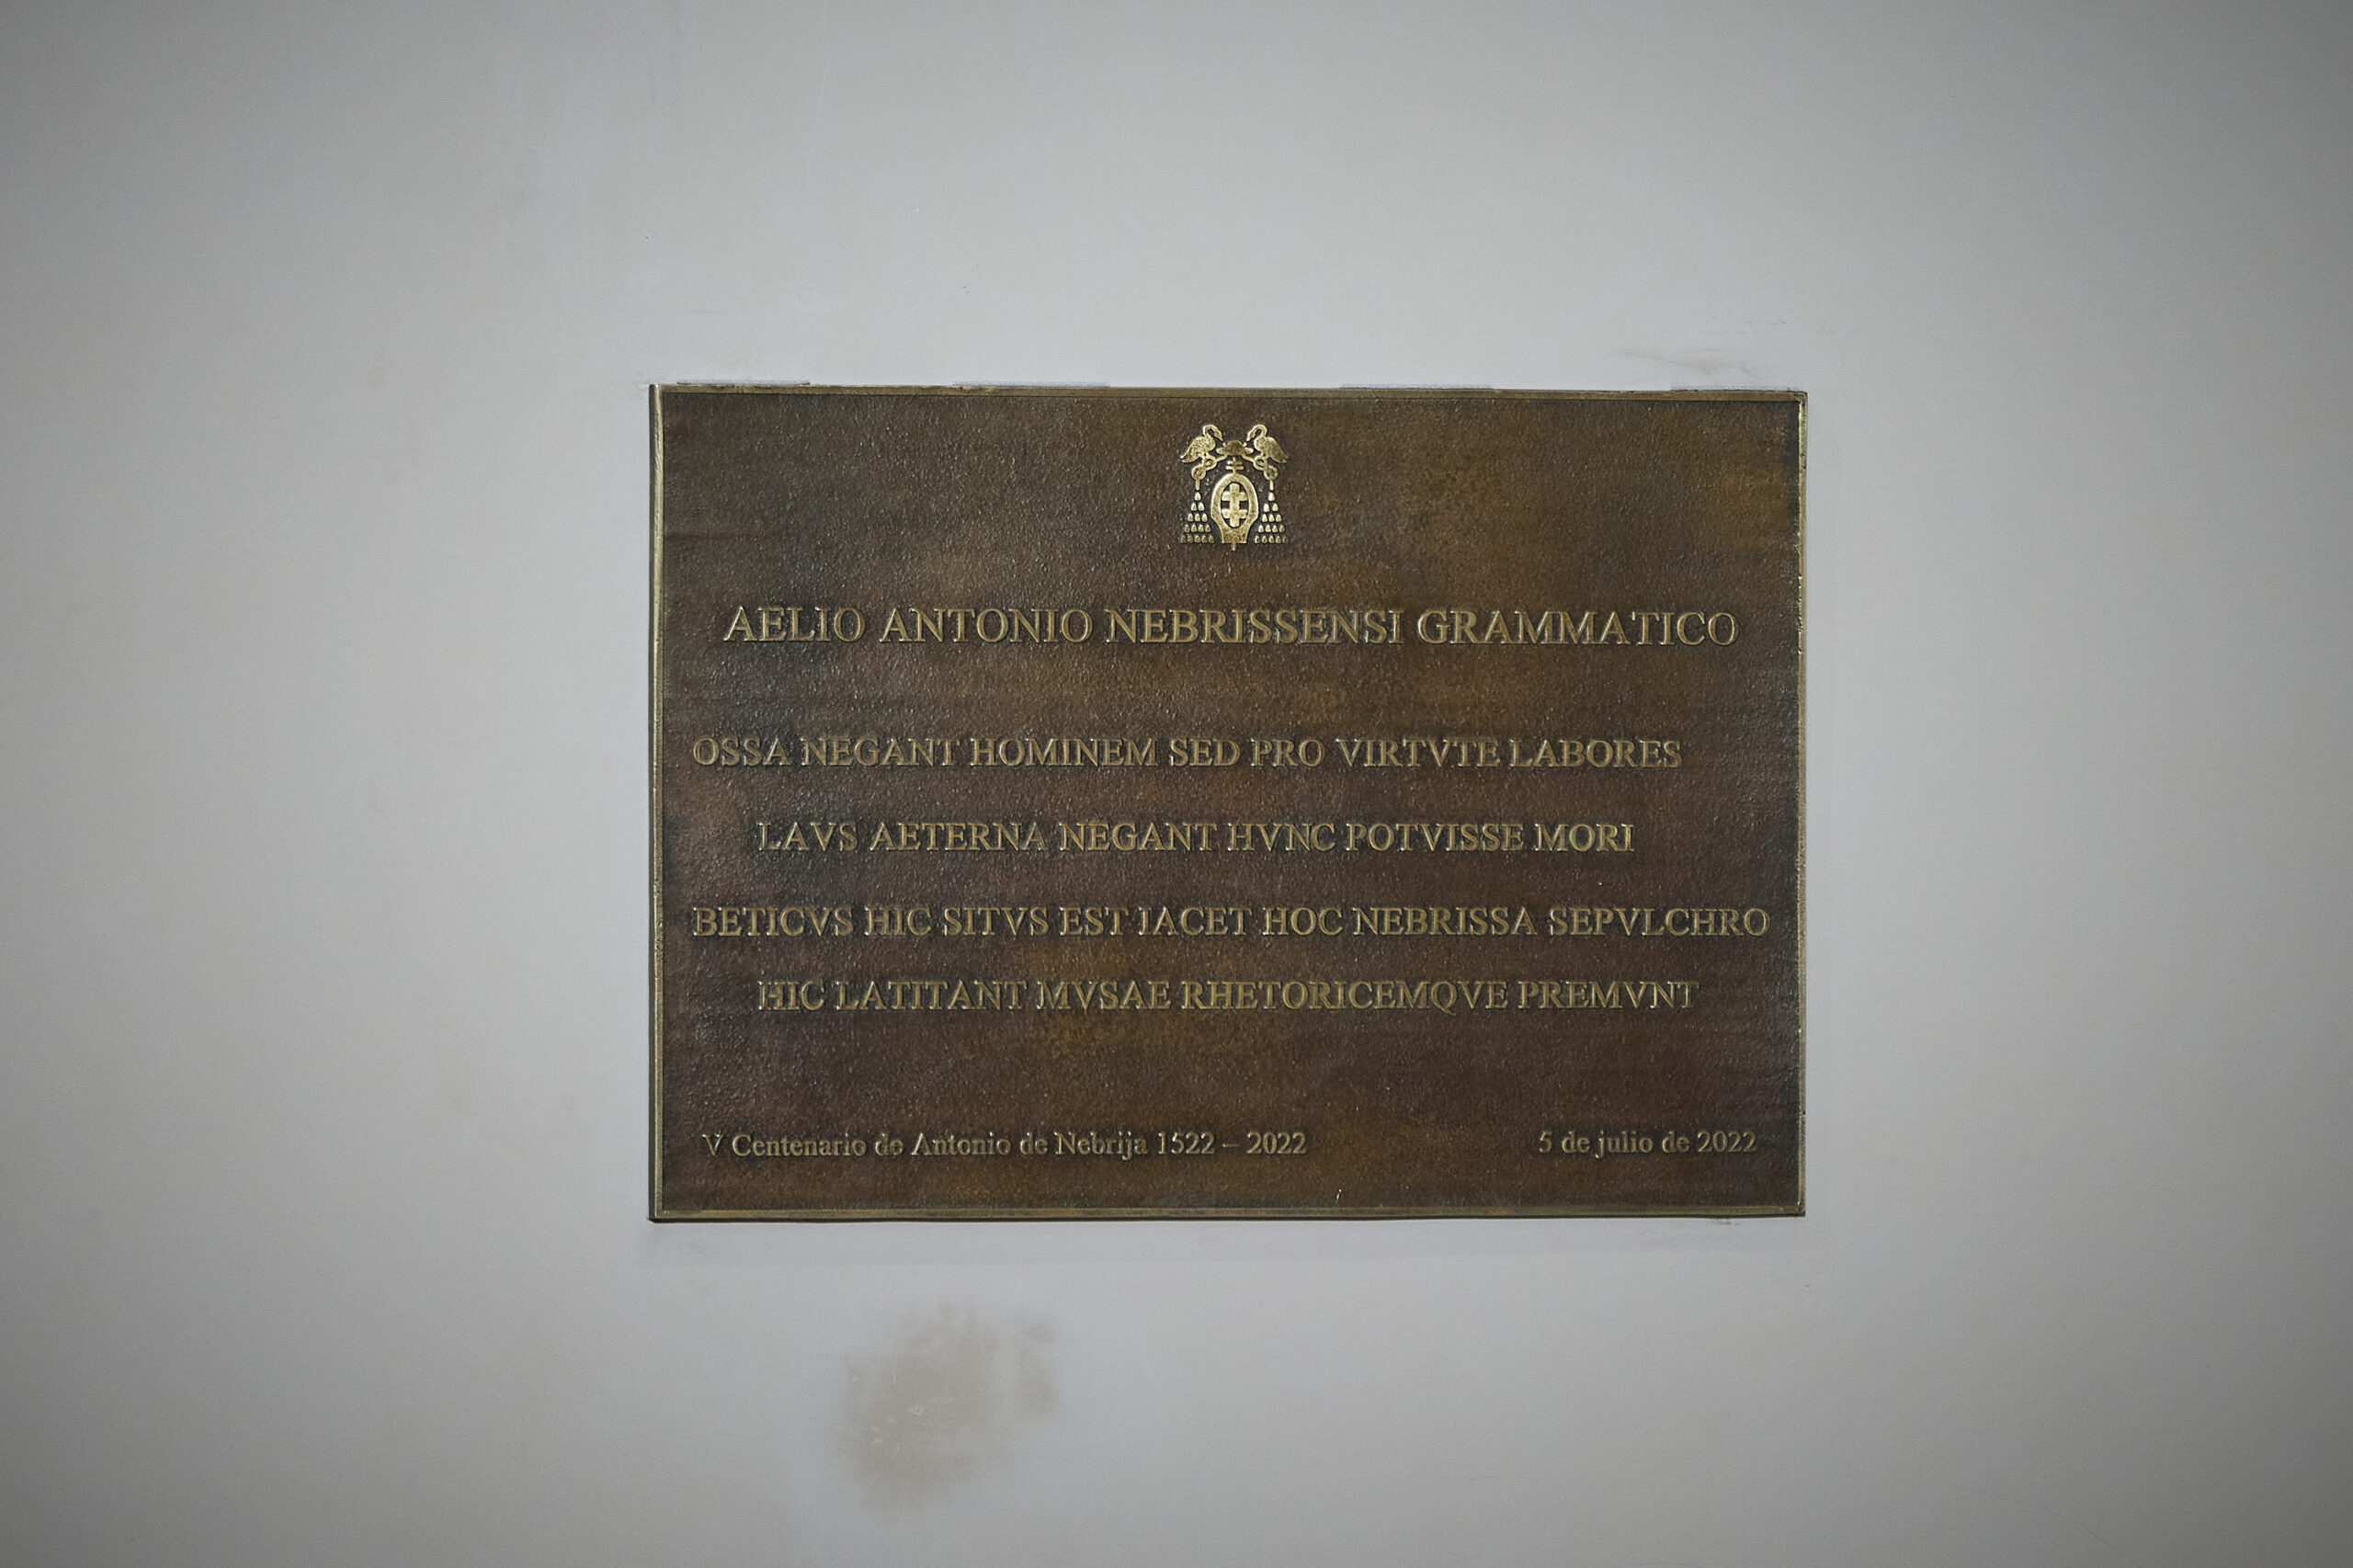 AELIO ANTONIO NEBRISSENSI GRAMMATICO
OSSA NEGANT HOMINEM SED PRO VIRTVTE LABORES
LAVS AETERNA NEGANT HVNC POTVISSE MORI
BETICVS HIC SITVS EST IACET HOC NEBRISSA SEPVLCHRO
HIC LATITANT MVSAE RHETORICEMQVE PREMVNT
V Centenario de Antonio de Nebrija 1522 – 2022
5 de julio de 2022